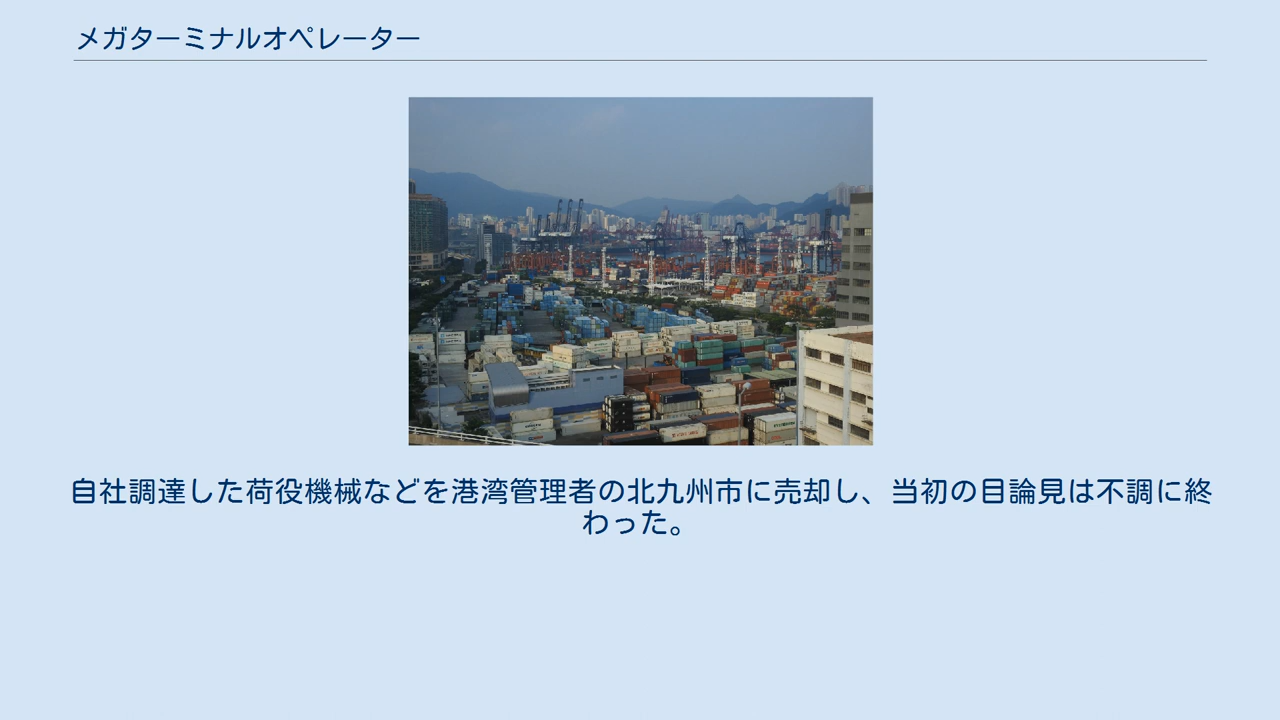 メガターミナルオペレーター
自社調達した荷役機械などを港湾管理者の北九州市に売却し、当初の目論見は不調に終
わった。